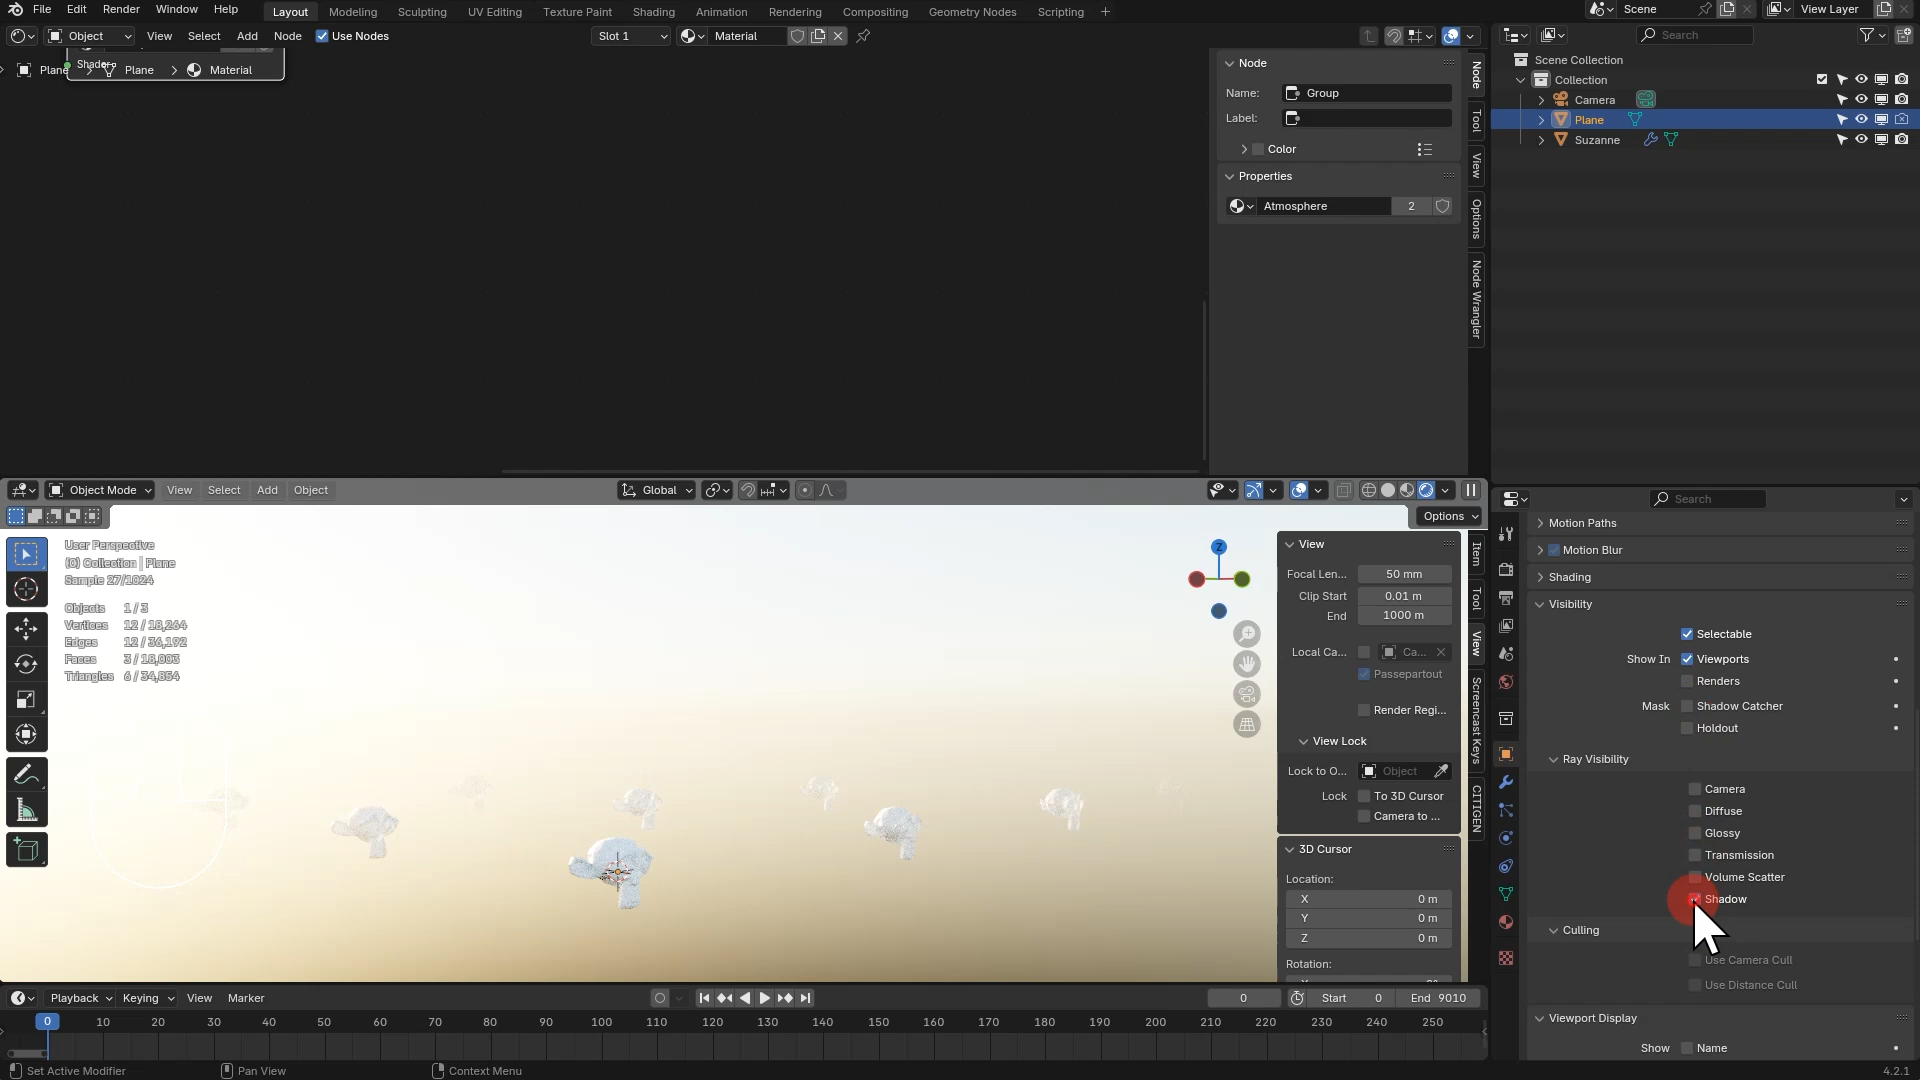 File Edit Render Window Help Layout Modeling Sculpting UV Editing Texture Paint Shading Animation Rendering Compositing Geometry Nodes Scripting + Scene View Layer
Object View Select Add Node Use Nodes Slot 1 Material
Shader
Plane > Plane > Material
Node
Name: Group
Label:
Color
Properties
Atmosphere 2
Node
Tool
View
Options
Node Wrangler
Search
Scene Collection
Collection
Camera
Plane
Suzanne
Object Mode View Select Add Object Global
Options
User Perspective
(0) Collection | Plane
Sample 27/1024
Objects 1 / 3
Vertices 12 / 18,264
Edges 12 / 36,192
Faces 3 / 18,003
Triangles 6 / 34,854
Z
View
Focal Len... 50 mm
Clip Start 0.01 m
End 1000 m
Local Ca... Ca...
Passepartout
Render Regi...
View Lock
Lock to O... Object
Lock To 3D Cursor
Camera to ...
3D Cursor
Location:
X 0 m
Y 0 m
Z 0 m
Rotation:
Item
Tool
View
Screencast Keys
CITIGEN
Search
Motion Paths
Motion Blur
Shading
Visibility
Selectable
Show In Viewports
Renders
Mask Shadow Catcher
Holdout
Ray Visibility
Camera
Diffuse
Glossy
Transmission
Volume Scatter
Shadow
Culling
Use Camera Cull
Use Distance Cull
Viewport Display
Show Name
Playback Keying View Marker 0 Start 0 End 9010
0 10 20 30 40 50 60 70 80 90 100 110 120 130 140 150 160 170 180 190 200 210 220 230 240 250
Set Active Modifier Pan View Context Menu 4.2.1